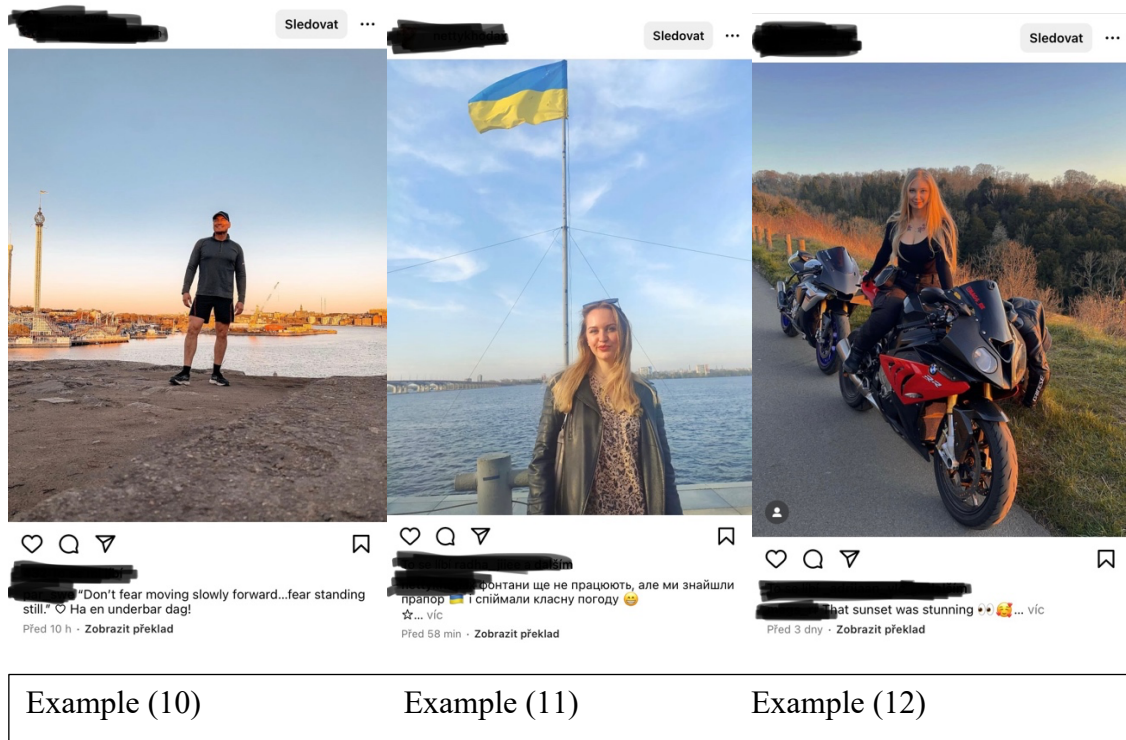 Sledovat
"Don't fear moving slowly forward...fear standing
still." ♡ Ha en underbar dag!
Před 10 h · Zobrazit překlad
Example (10)
Sledovat
фонтани ще не працюють, але ми знайшли
прапор 🇺🇦 і спіймали класну погоду 😁
☆... víc
Před 58 min · Zobrazit překlad
Example (11)
Sledovat
That sunset was stunning 👀🥰... víc
Před 3 dny · Zobrazit překlad
Example (12)